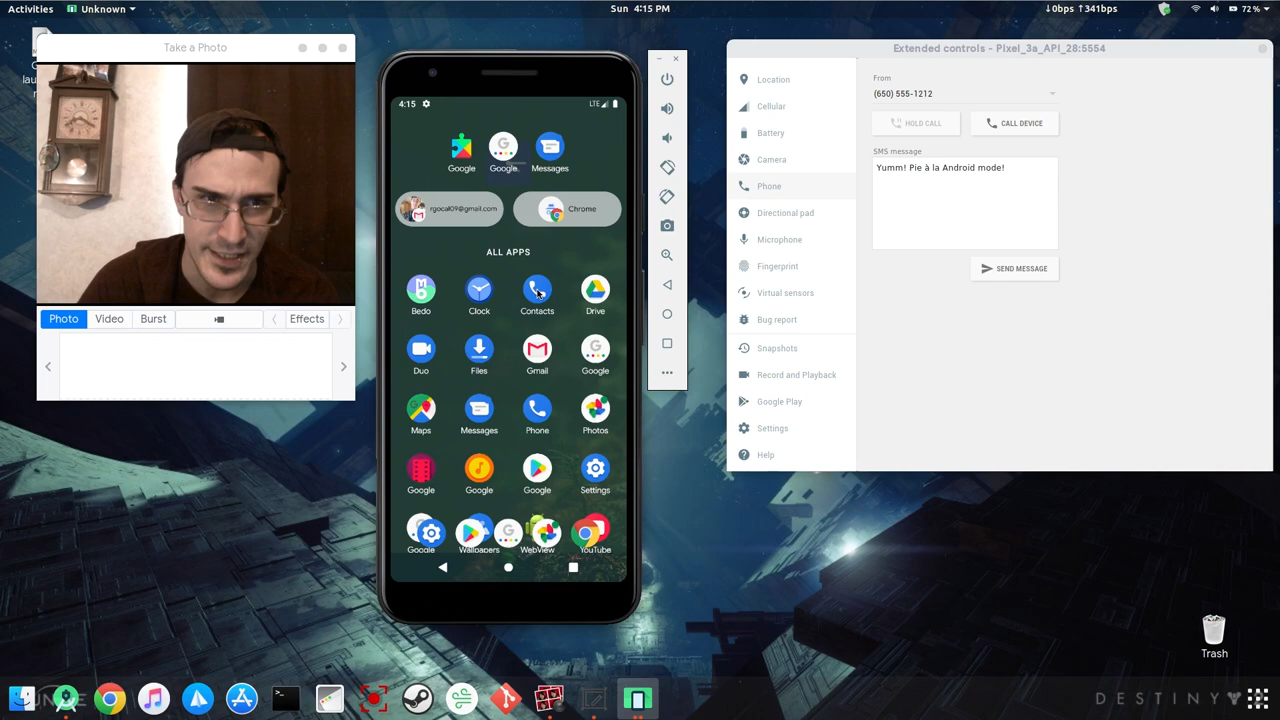 Activities
Unknown
Sun 4:15 PM
↓0bps ↑341bps
72%
Take a Photo
Photo
Video
Burst
Effects
4:15
LTE
Google
Google
Messages
rgocal09@gmail.com
Chrome
ALL APPS
Bedo
Clock
Contacts
Drive
Duo
Files
Gmail
Google
Maps
Messages
Phone
Photos
Google
Google
Google
Settings
Google
Wallpapers
WebView
YouTube
Extended controls - Pixel_3a_API_28:5554
Location
Cellular
Battery
Camera
Phone
Directional pad
Microphone
Fingerprint
Virtual sensors
Bug report
Snapshots
Record and Playback
Google Play
Settings
Help
From
(650) 555-1212
HOLD CALL
CALL DEVICE
SMS message
Yumm! Pie à la Android mode!
SEND MESSAGE
Trash
DESTINY